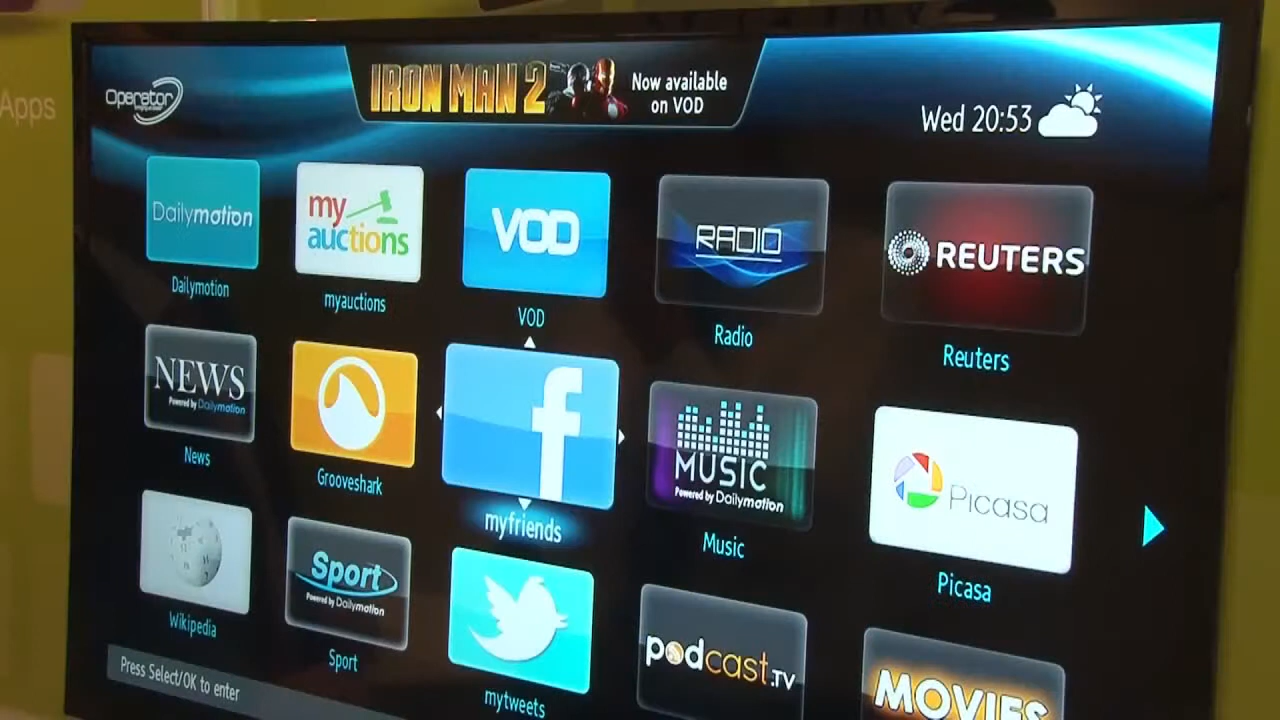 Apps
Operator
IRON MAN 2
Now available
on VOD
Wed 20:53
Dailymotion
Dailymotion
my
auctions
myauctions
VOD
VOD
RADIO
Radio
REUTERS
Reuters
NEWS
Powered by Dailymotion
News
Grooveshark
myfriends
MUSIC
Powered by Dailymotion
Music
Picasa
Picasa
Wikipedia
Sport
Powered by Dailymotion
Sport
mytweets
podcast.tv
MOVIES
Press Select/OK to enter